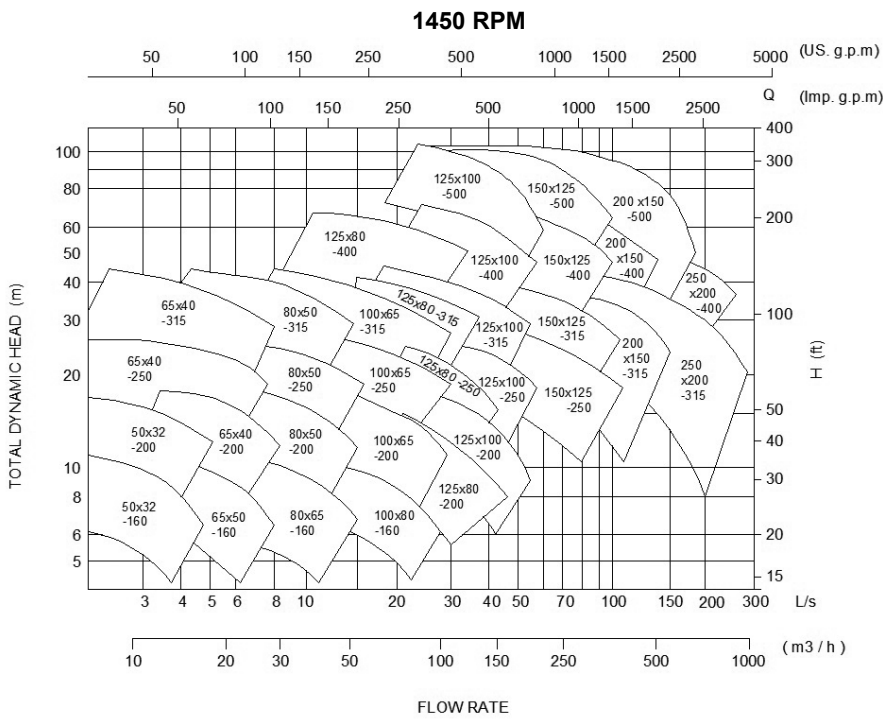 1450 RPM
50 100 150 250 500 1000 1500 2500 5000 (US. g.p.m)
Q (Imp. g.p.m)
50 100 150 250 500 1000 1500 2500
TOTAL DYNAMIC HEAD (m)
100
80
60
50
40
30
20
10
8
6
5
400
300
200
100
50
40
30
20
15
H (ft)
125x100
-500
150x125
-500
200 x150
-500
125x80
-400
125x100
-400
150x125
-400
200
x150
-400
250
x200
-400
65x40
-315
80x50
-315
100x65
-315
125x80 -315
125x100
-315
150x125
-315
200
x150
-315
250
x200
-315
65x40
-250
80x50
-250
100x65
-250
125x80 -250
125x100
-250
150x125
-250
50x32
-200
65x40
-200
80x50
-200
100x65
-200
125x100
-200
125x80
-200
50x32
-160
65x50
-160
80x65
-160
100x80
-160
3 4 5 6 8 10 20 30 40 50 70 100 150 200 300 L/s
10 20 30 50 100 150 250 500 1000 ( m3 / h )
FLOW RATE